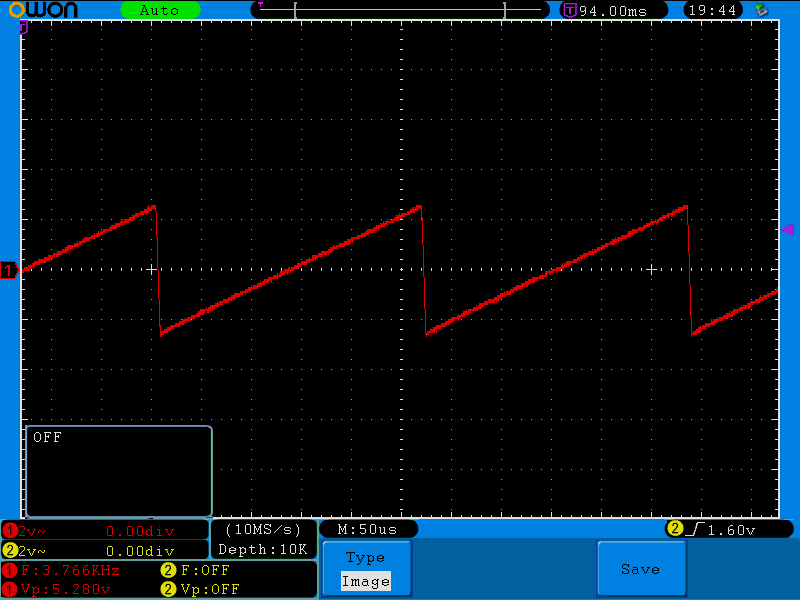 OWON Auto T 94.00ms 19:44
T
1
OFF
1 2v~ 0.00div (10MS/s) M:50us 2 1.60v
2 2v~ 0.00div Depth:10K
1 F:3.766KHz 2 F:OFF
1 Vp:5.280v 2 Vp:OFF
Type
Image
Save